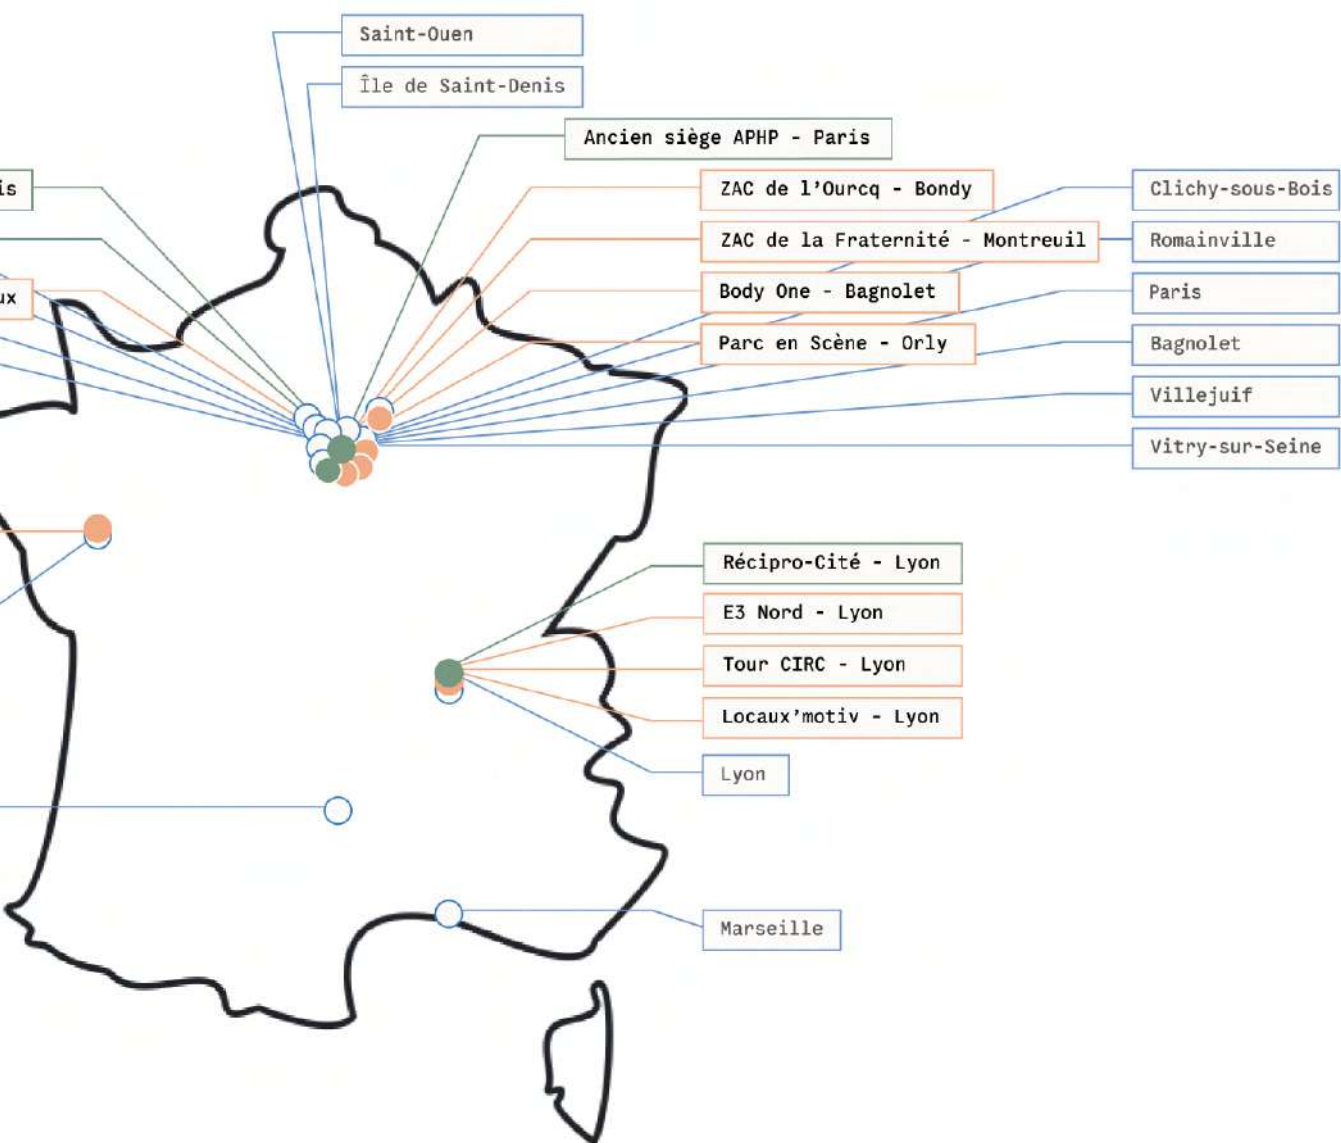 Saint-Ouen
Île de Saint-Denis
Ancien siège APHP - Paris
is
ZAC de l'Ourcq - Bondy
Clichy-sous-Bois
ZAC de la Fraternité - Montreuil
Romainville
ux
Body One - Bagnolet
Paris
Parc en Scène - Orly
Bagnolet
Villejuif
Vitry-sur-Seine
Récipro-Cité - Lyon
E3 Nord - Lyon
Tour CIRC - Lyon
Locaux'motiv - Lyon
Lyon
Marseille